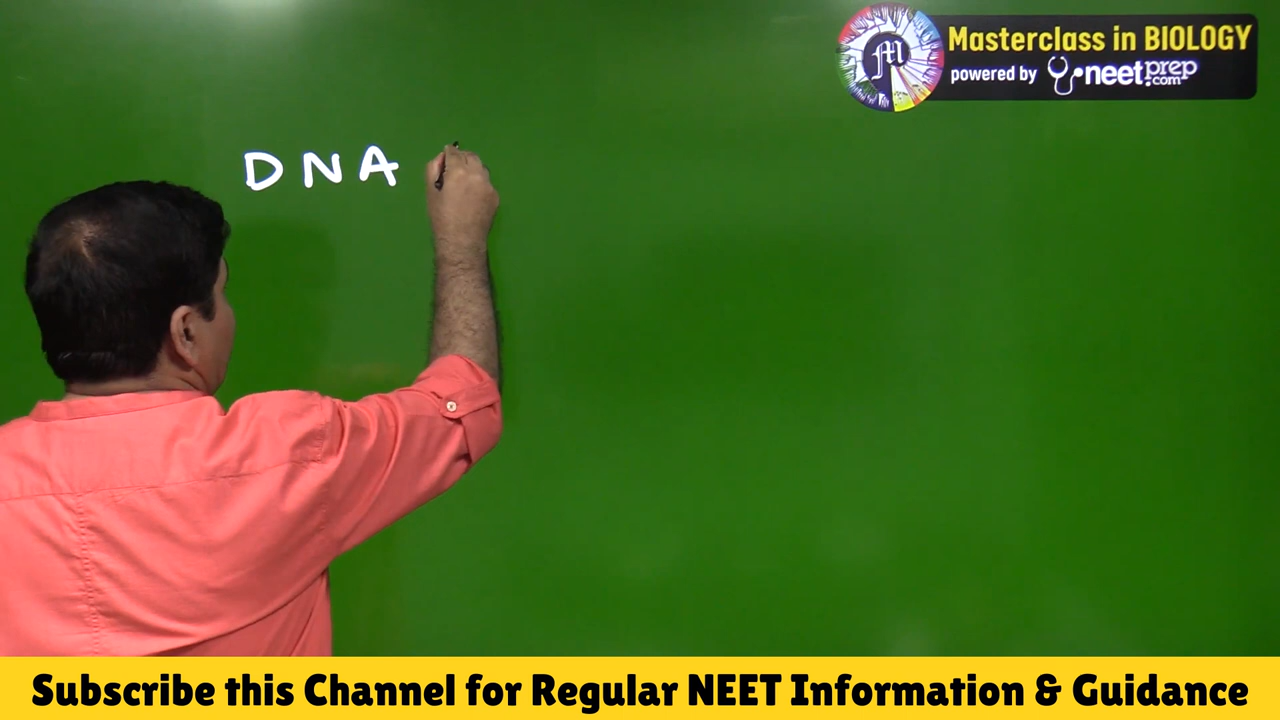 Masterclass in BIOLOGY
powered by neetprep.com
DNA
Subscribe this Channel for Regular NEET Information & Guidance